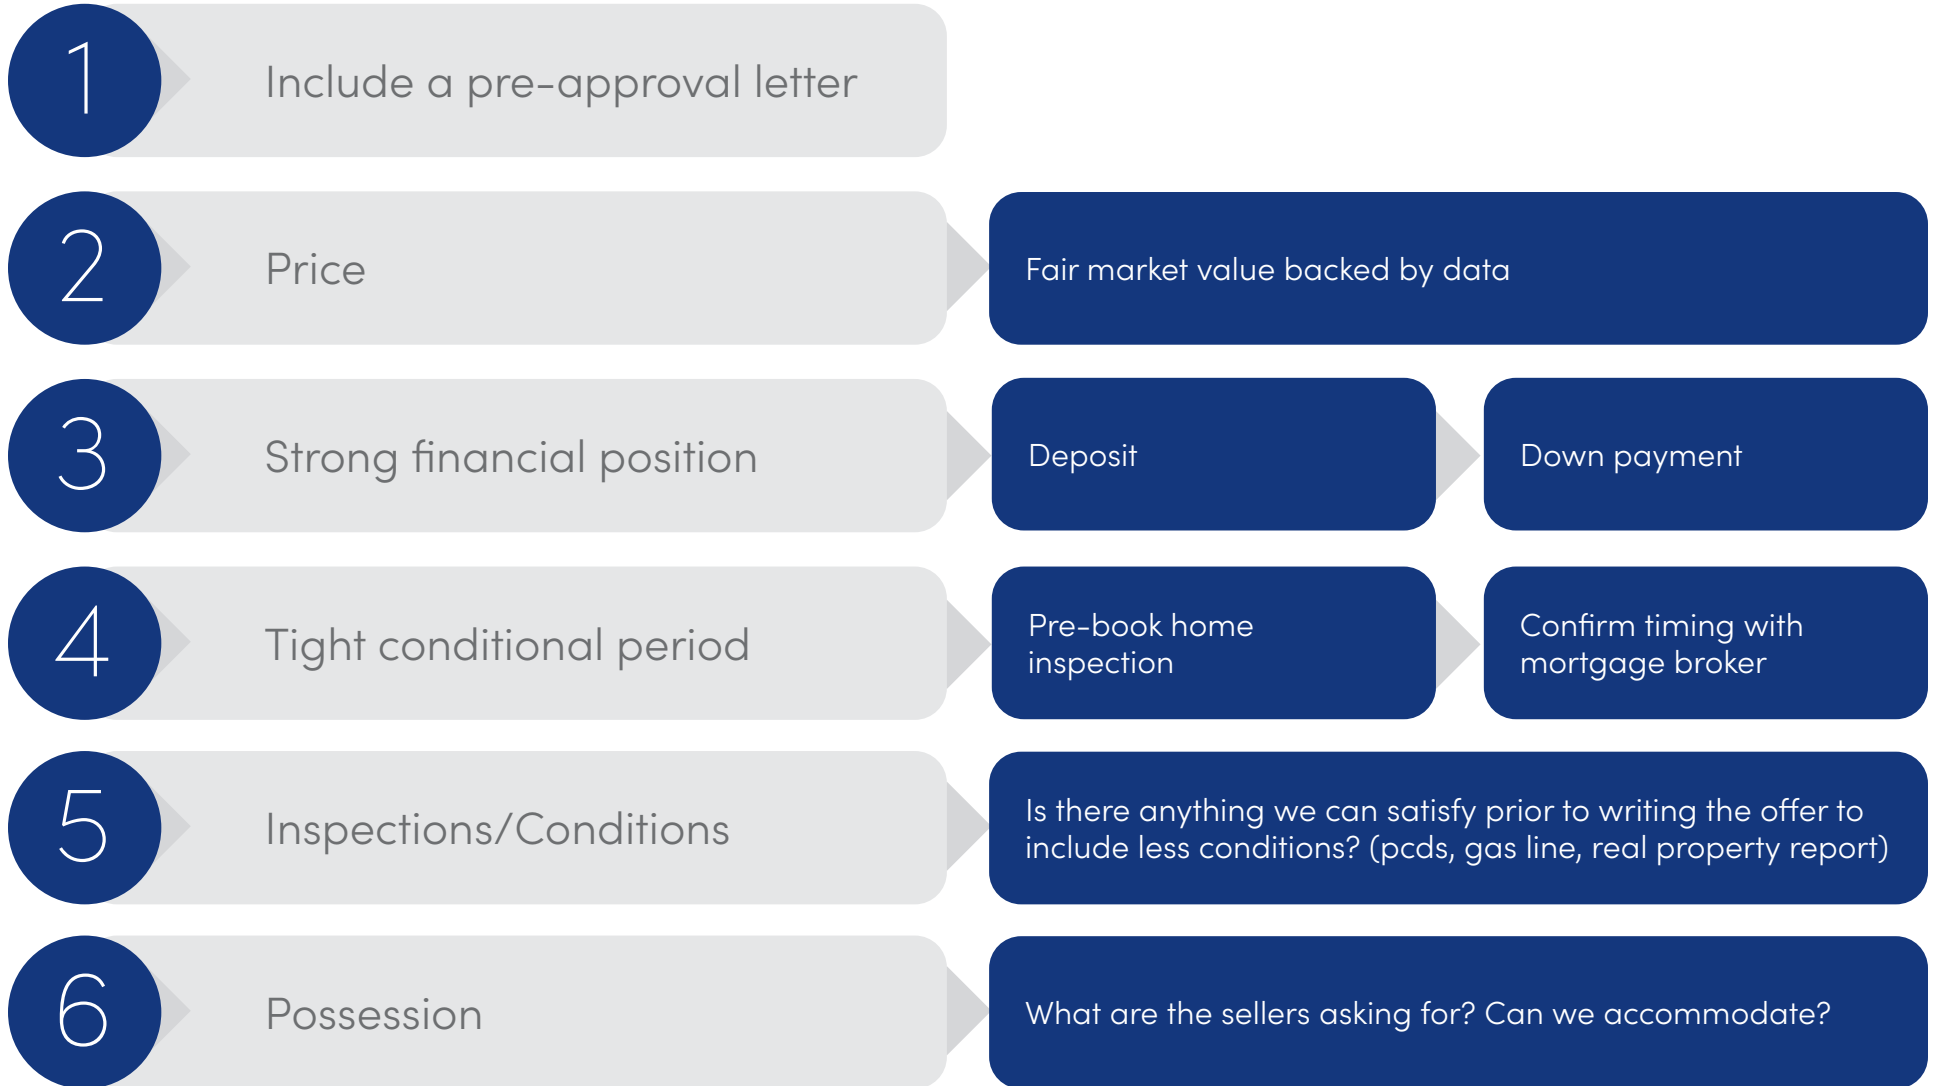 1
Include a pre-approval letter
2
Price
Fair market value backed by data
3
Strong financial position
Deposit
Down payment
4
Tight conditional period
Pre-book home
inspection
Confirm timing with
mortgage broker
5
Inspections/Conditions
Is there anything we can satisfy prior to writing the offer to
include less conditions? (pcds, gas line, real property report)
6
Possession
What are the sellers asking for? Can we accommodate?